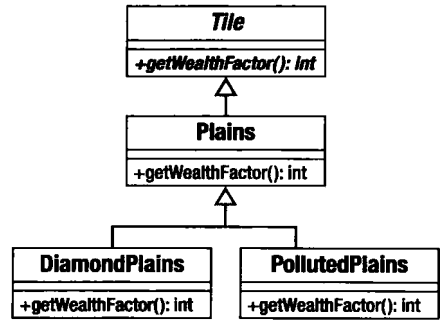 Tile
+getWealthFactor(): int
Plains
+getWealthFactor(): int
DiamondPlains
+getWealthFactor(): int
PollutedPlains
+getWealthFactor(): int